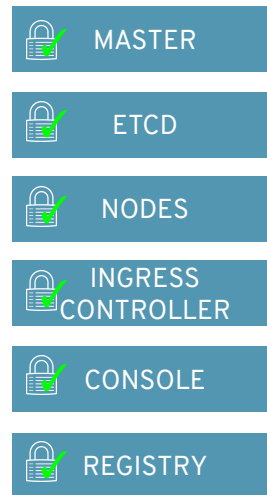 MASTER
ETCD
NODES
INGRESS
CONTROLLER
CONSOLE
REGISTRY